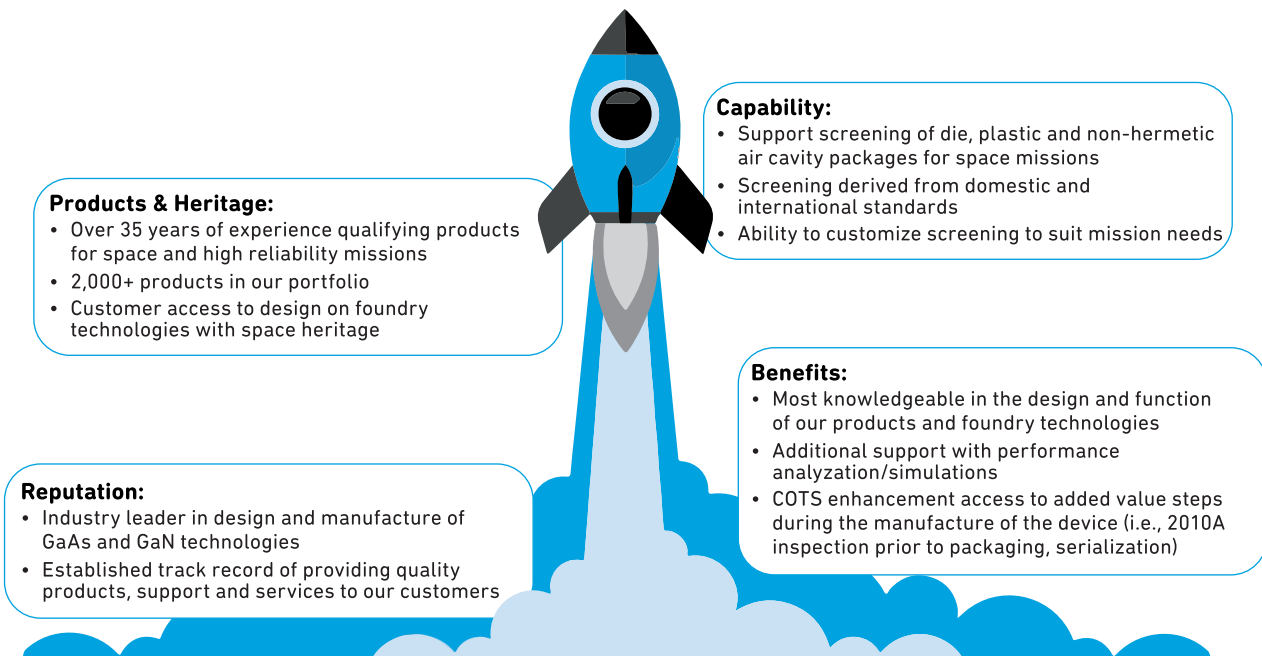 Products & Heritage:
• Over 35 years of experience qualifying products
for space and high reliability missions
• 2,000+ products in our portfolio
• Customer access to design on foundry
technologies with space heritage
Capability:
• Support screening of die, plastic and non-hermetic
air cavity packages for space missions
• Screening derived from domestic and
international standards
• Ability to customize screening to suit mission needs
Reputation:
• Industry leader in design and manufacture of
GaAs and GaN technologies
• Established track record of providing quality
products, support and services to our customers
Benefits:
• Most knowledgeable in the design and function
of our products and foundry technologies
• Additional support with performance
analyzation/simulations
• COTS enhancement access to added value steps
during the manufacture of the device (i.e., 2010A
inspection prior to packaging, serialization)